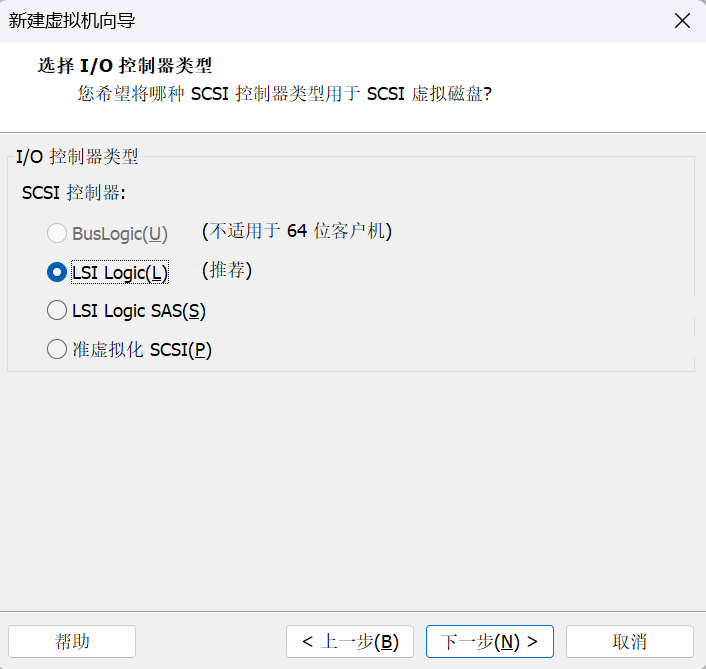 新建虚拟机向导
选择 I/O 控制器类型
您希望将哪种 SCSI 控制器类型用于 SCSI 虚拟磁盘?
I/O 控制器类型
SCSI 控制器:
BusLogic(U) (不适用于 64 位客户机)
LSI Logic(L) (推荐)
LSI Logic SAS(S)
准虚拟化 SCSI(P)
帮助 < 上一步(B) 下一步(N) > 取消